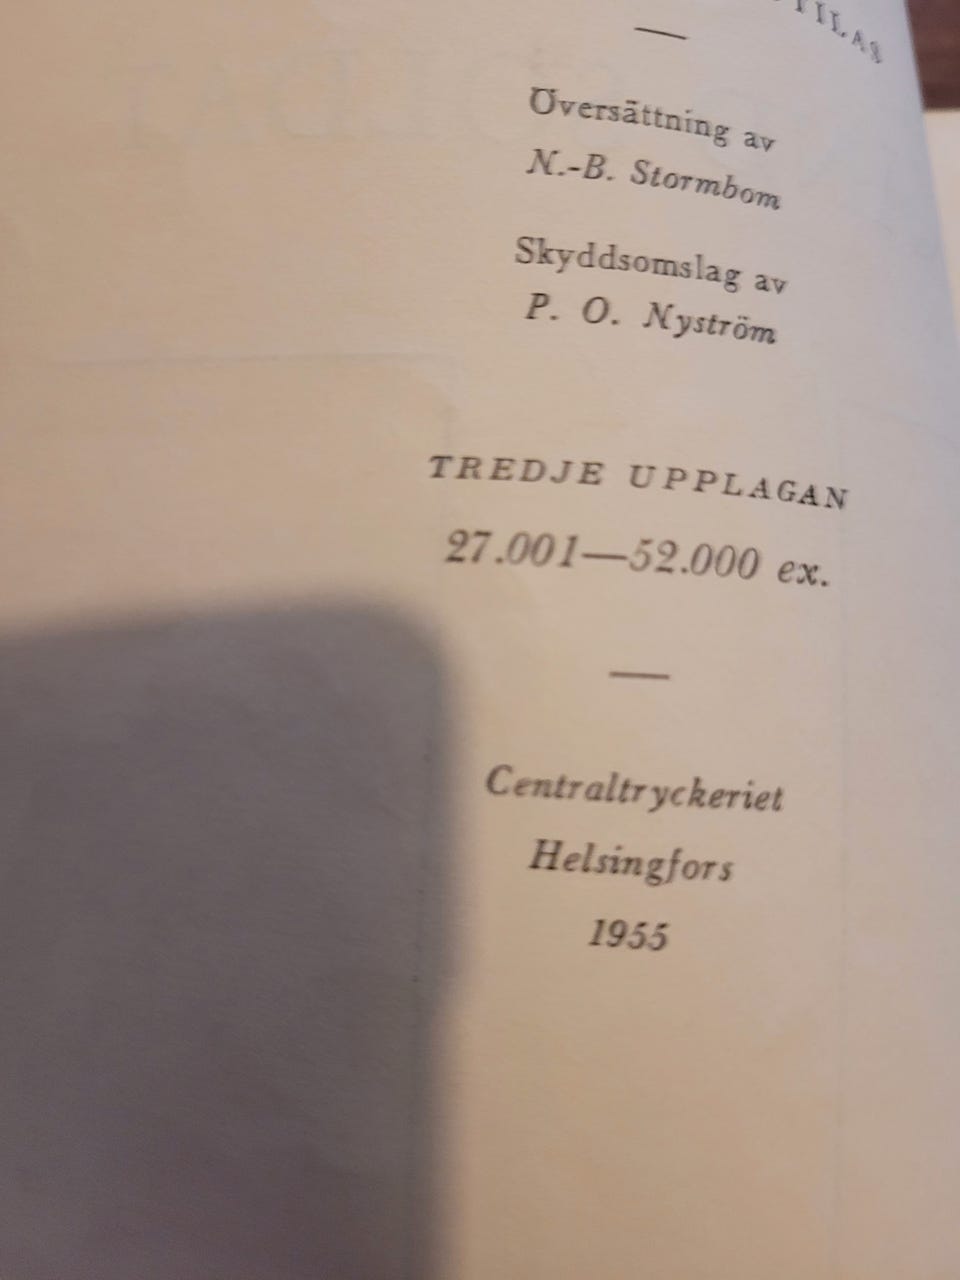 Översättning av
N.-B. Stormbom
Skyddsomslag av
P. O. Nyström
TREDJE UPPLAGAN
27.001—52.000 ex.
Centraltryckeriet
Helsingfors
1955